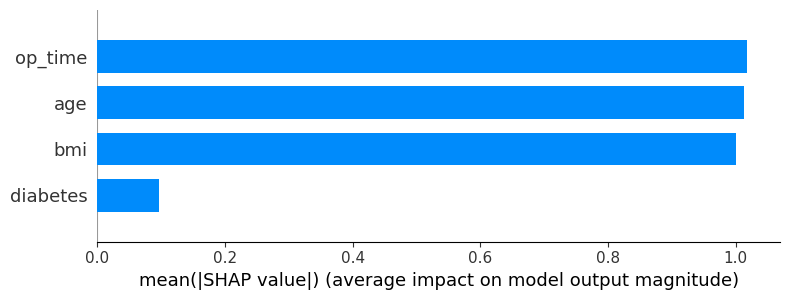 op_time
age
bmi
diabetes
0.0 0.2 0.4 0.6 0.8 1.0
mean(|SHAP value|) (average impact on model output magnitude)